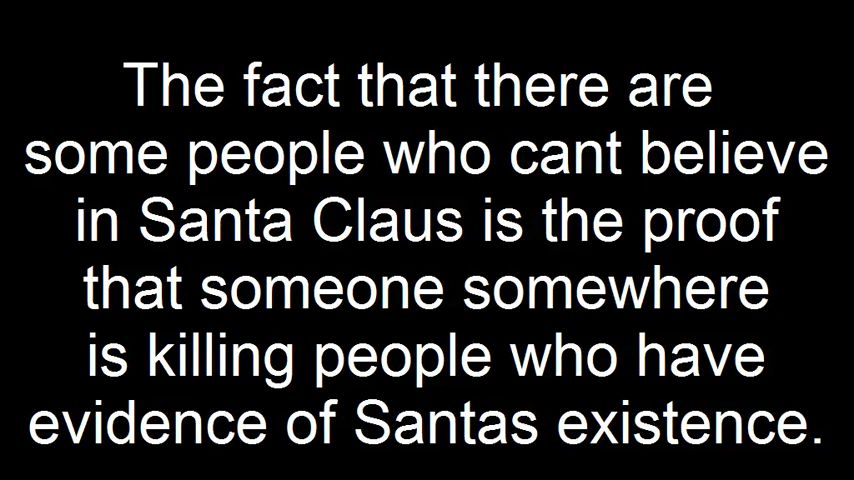 The fact that there are
some people who cant believe
in Santa Claus is the proof
that someone somewhere
is killing people who have
evidence of Santas existence.